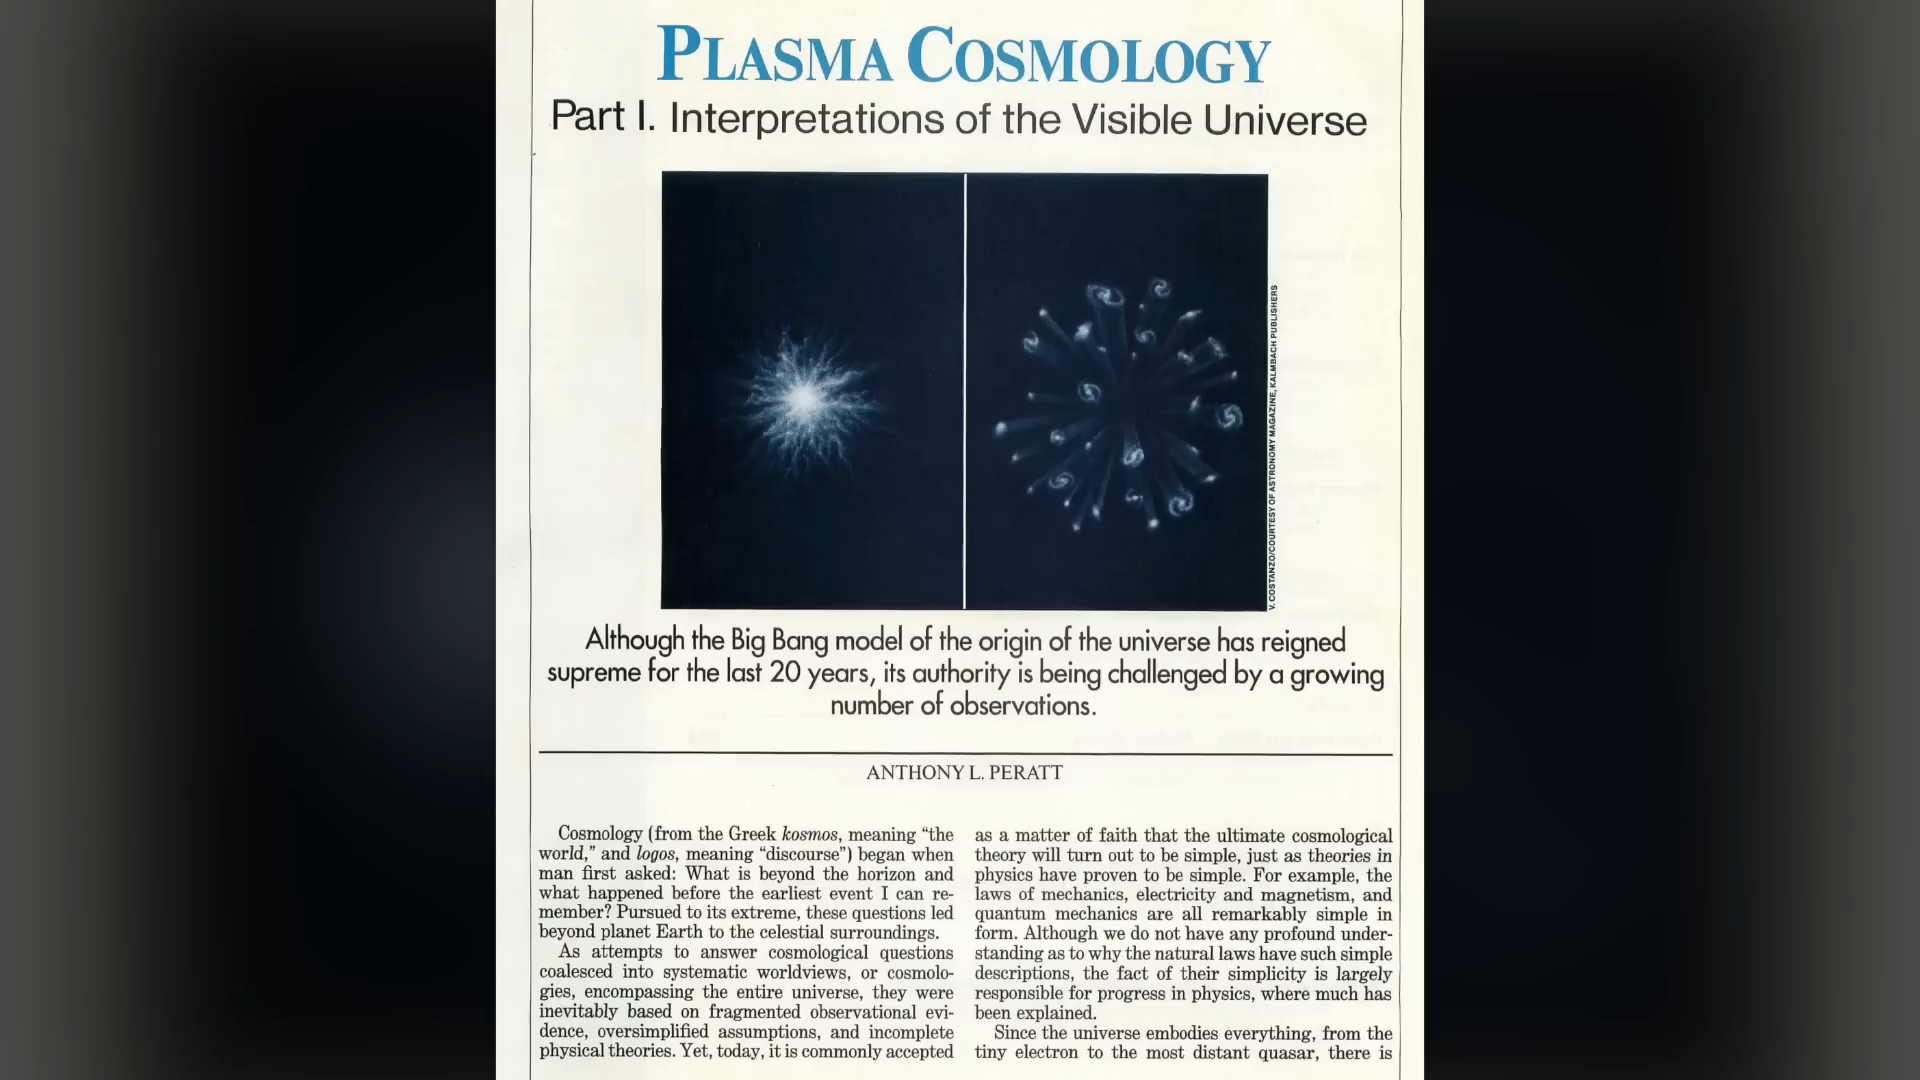 PLASMA COSMOLOGY
Part I. Interpretations of the Visible Universe
V. COSTANZO/COURTESY OF ASTRONOMY MAGAZINE, KALMBACH PUBLISHERS
Although the Big Bang model of the origin of the universe has reigned
supreme for the last 20 years, its authority is being challenged by a growing
number of observations.
ANTHONY L. PERATT
Cosmology (from the Greek kosmos, meaning “the
world,” and logos, meaning “discourse”) began when
man first asked: What is beyond the horizon and
what happened before the earliest event I can re-
member? Pursued to its extreme, these questions led
beyond planet Earth to the celestial surroundings.
As attempts to answer cosmological questions
coalesced into systematic worldviews, or cosmolo-
gies, encompassing the entire universe, they were
inevitably based on fragmented observational evi-
dence, oversimplified assumptions, and incomplete
physical theories. Yet, today, it is commonly accepted
as a matter of faith that the ultimate cosmological
theory will turn out to be simple, just as theories in
physics have proven to be simple. For example, the
laws of mechanics, electricity and magnetism, and
quantum mechanics are all remarkably simple in
form. Although we do not have any profound under-
standing as to why the natural laws have such simple
descriptions, the fact of their simplicity is largely
responsible for progress in physics, where much has
been explained.
Since the universe embodies everything, from the
tiny electron to the most distant quasar, there is